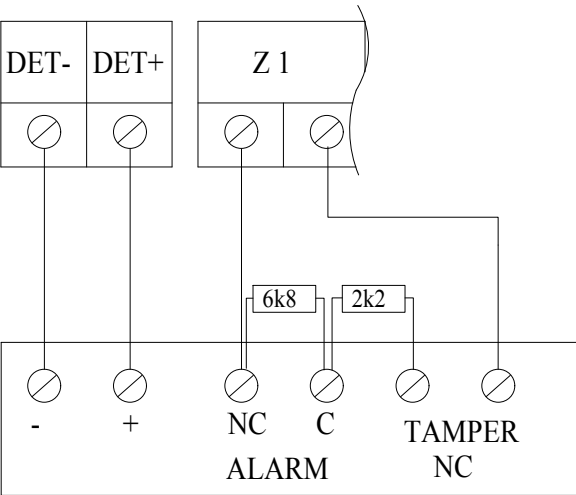 DET- DET+ Z 1
6k8 2k2
- + NC C TAMPER
ALARM NC